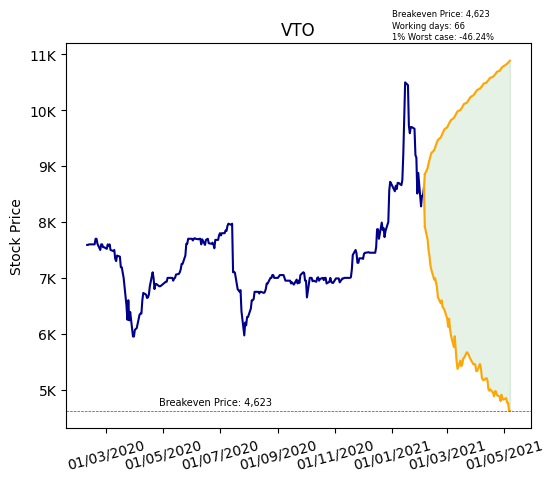 Breakeven Price: 4,623
Working days: 66
1% Worst case: -46.24%
VTO
Stock Price
11K
10K
9K
8K
7K
6K
5K
Breakeven Price: 4,623
01/03/2020
01/05/2020
01/07/2020
01/09/2020
01/11/2020
01/01/2021
01/03/2021
01/05/2021